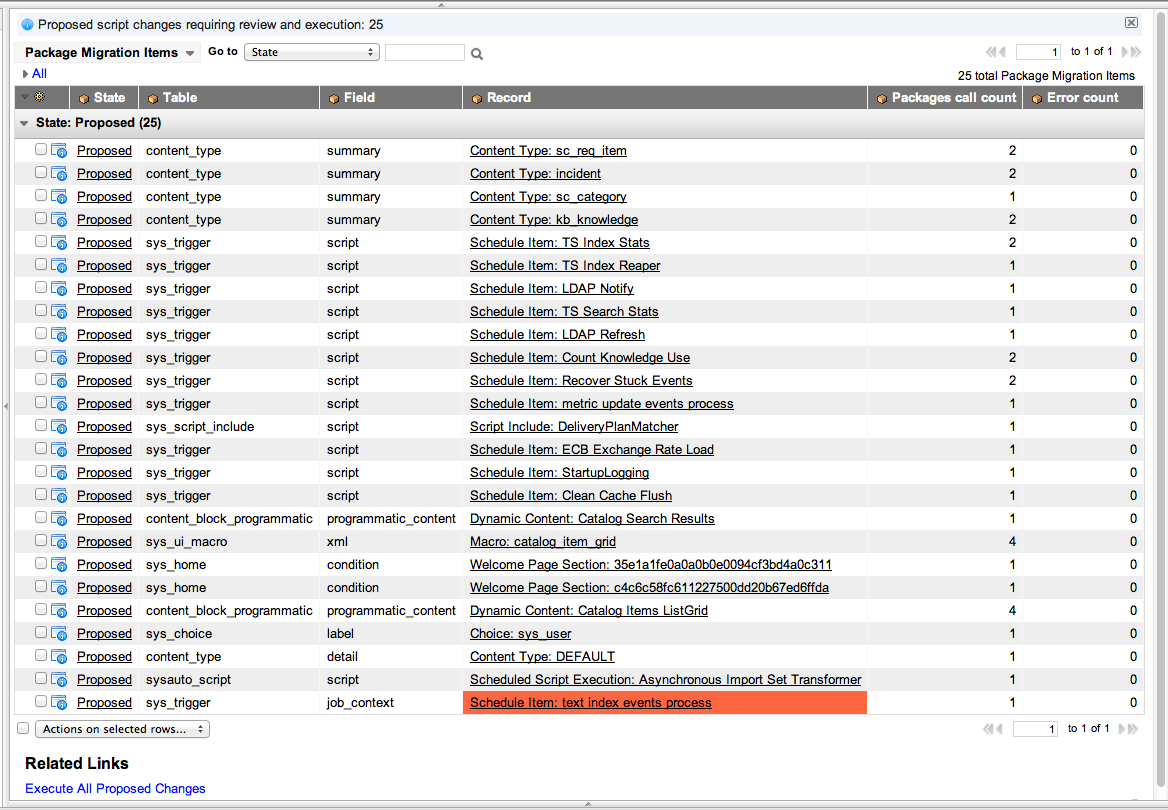 Proposed script changes requiring review and execution: 25
Package Migration Items Go to State 1 to 1 of 1
All 25 total Package Migration Items
State Table Field Record Packages call count Error count
State: Proposed (25)
Proposed content_type summary Content Type: sc_req_item 2 0
Proposed content_type summary Content Type: incident 2 0
Proposed content_type summary Content Type: sc_category 1 0
Proposed content_type summary Content Type: kb_knowledge 2 0
Proposed sys_trigger script Schedule Item: TS Index Stats 2 0
Proposed sys_trigger script Schedule Item: TS Index Reaper 1 0
Proposed sys_trigger script Schedule Item: LDAP Notify 1 0
Proposed sys_trigger script Schedule Item: TS Search Stats 1 0
Proposed sys_trigger script Schedule Item: LDAP Refresh 1 0
Proposed sys_trigger script Schedule Item: Count Knowledge Use 2 0
Proposed sys_trigger script Schedule Item: Recover Stuck Events 2 0
Proposed sys_trigger script Schedule Item: metric update events process 1 0
Proposed sys_script_include script Script Include: DeliveryPlanMatcher 1 0
Proposed sys_trigger script Schedule Item: ECB Exchange Rate Load 1 0
Proposed sys_trigger script Schedule Item: StartupLogging 1 0
Proposed sys_trigger script Schedule Item: Clean Cache Flush 1 0
Proposed content_block_programmatic programmatic_content Dynamic Content: Catalog Search Results 1 0
Proposed sys_ui_macro xml Macro: catalog_item_grid 4 0
Proposed sys_home condition Welcome Page Section: 35e1a1fe0a0a0b0e0094cf3bd4a0c311 1 0
Proposed sys_home condition Welcome Page Section: c4c6c58fc611227500dd20b67ed6ffda 1 0
Proposed content_block_programmatic programmatic_content Dynamic Content: Catalog Items ListGrid 4 0
Proposed sys_choice label Choice: sys_user 1 0
Proposed content_type detail Content Type: DEFAULT 1 0
Proposed sysauto_script script Scheduled Script Execution: Asynchronous Import Set Transformer 1 0
Proposed sys_trigger job_context Schedule Item: text index events process 1 0
Actions on selected rows... 1 to 1 of 1
Related Links
Execute All Proposed Changes